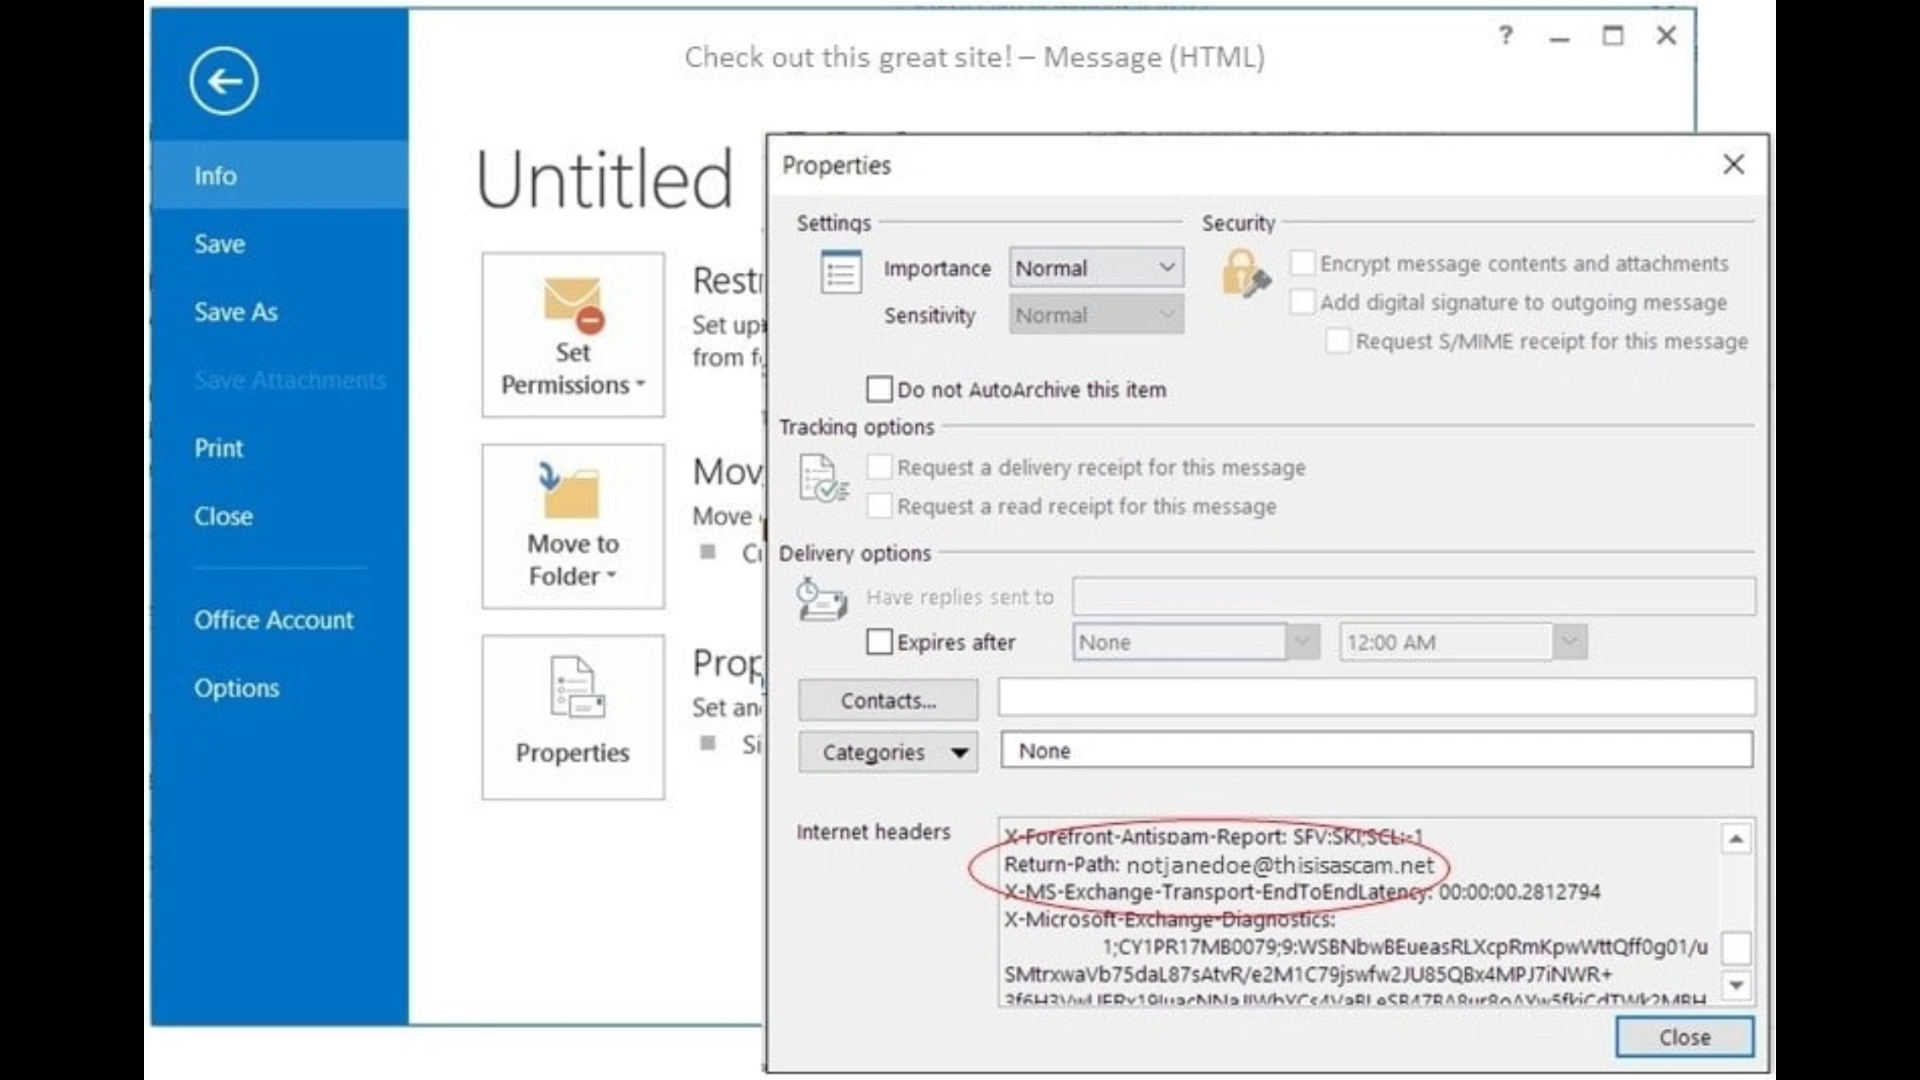 Check out this great site! – Message (HTML)
?
Info
Save
Save As
Save Attachments
Print
Close
Office Account
Options
Untitled
Set
Permissions
Set up
from
Move to
Folder
Move
Properties
Properties
Settings
Importance Normal
Sensitivity Normal
Do not AutoArchive this item
Security
Encrypt message contents and attachments
Add digital signature to outgoing message
Request S/MIME receipt for this message
Tracking options
Request a delivery receipt for this message
Request a read receipt for this message
Delivery options
Have replies sent to
Expires after None 12:00 AM
Contacts...
Categories None
Internet headers
X-Forefront-Antispam-Report: SFV:SKI;SCL:-1
Return-Path: notjanedoe@thisisascam.net
X-MS-Exchange-Transport-EndToEndLatency: 00:00:00.2812794
X-Microsoft-Exchange-Diagnostics:
1;CY1PR17MB0079;9:WSBNbwBEueasRLXcpRmKpwWttQff0g01/u
SMtrxwaVb75daL87sAtvR/e2M1C79jswfw2JU85QBx4MPJ7iNWR+
Close